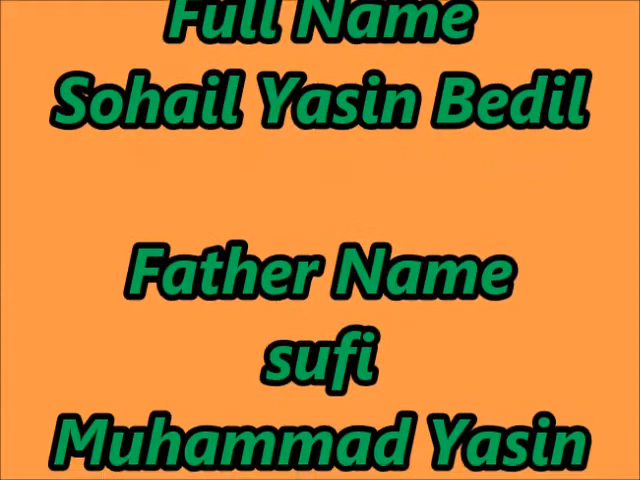 Full Name
Sohail Yasin Bedil
Father Name
sufi
Muhammad Yasin